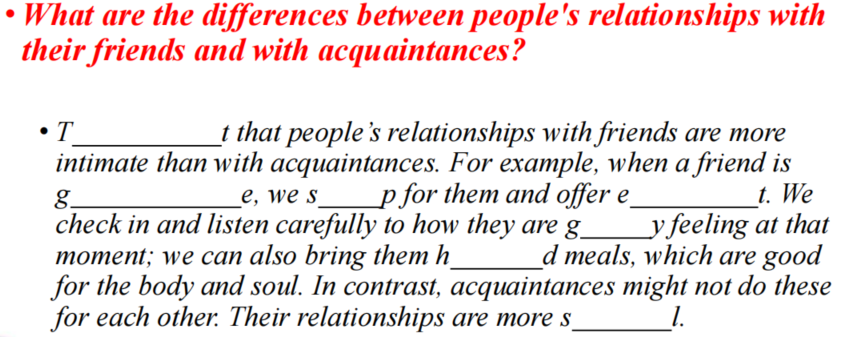 • What are the differences between people's relationships with
their friends and with acquaintances?
• T___________t that people’s relationships with friends are more
intimate than with acquaintances. For example, when a friend is
g_____________e, we s_____p for them and offer e__________t. We
check in and listen carefully to how they are g_____y feeling at that
moment; we can also bring them h_______d meals, which are good
for the body and soul. In contrast, acquaintances might not do these
for each other. Their relationships are more s________l.